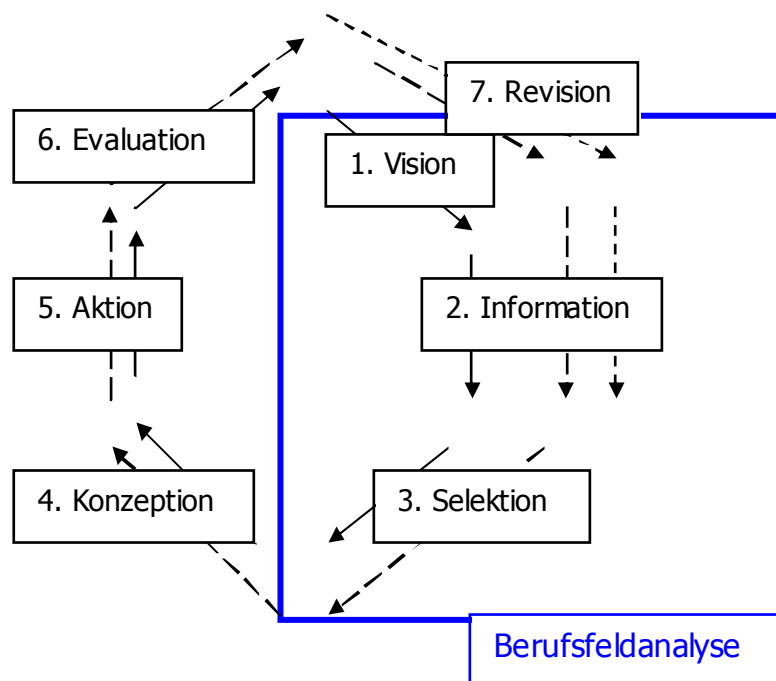 7. Revision
6. Evaluation
1. Vision
5. Aktion
2. Information
4. Konzeption
3. Selektion
Berufsfeldanalyse